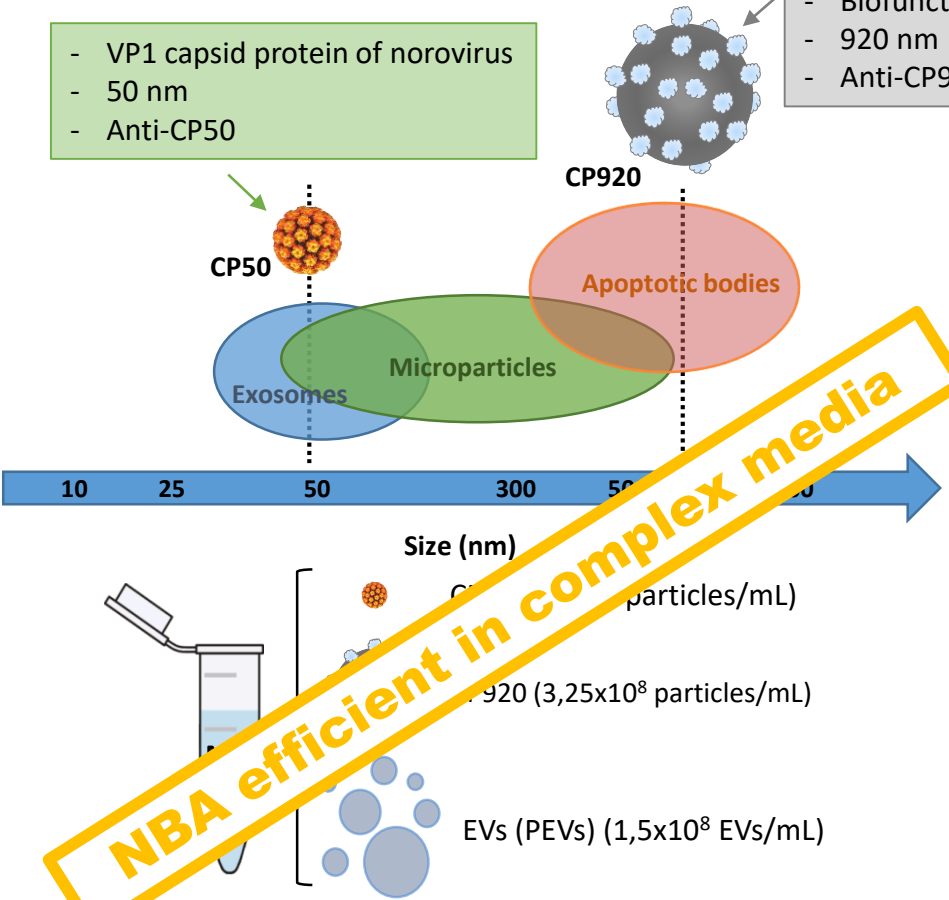 - Biofunct
- 920 nm
- Anti-CP9
- VP1 capsid protein of norovirus
- 50 nm
- Anti-CP50
CP920
CP50
Apoptotic bodies
Microparticles
Exosomes
10 25 50 300
Size (nm)
particles/mL)
920 (3,25x10⁸ particles/mL)
EVs (PEVs) (1,5x10⁸ EVs/mL)
NBA efficient in complex media